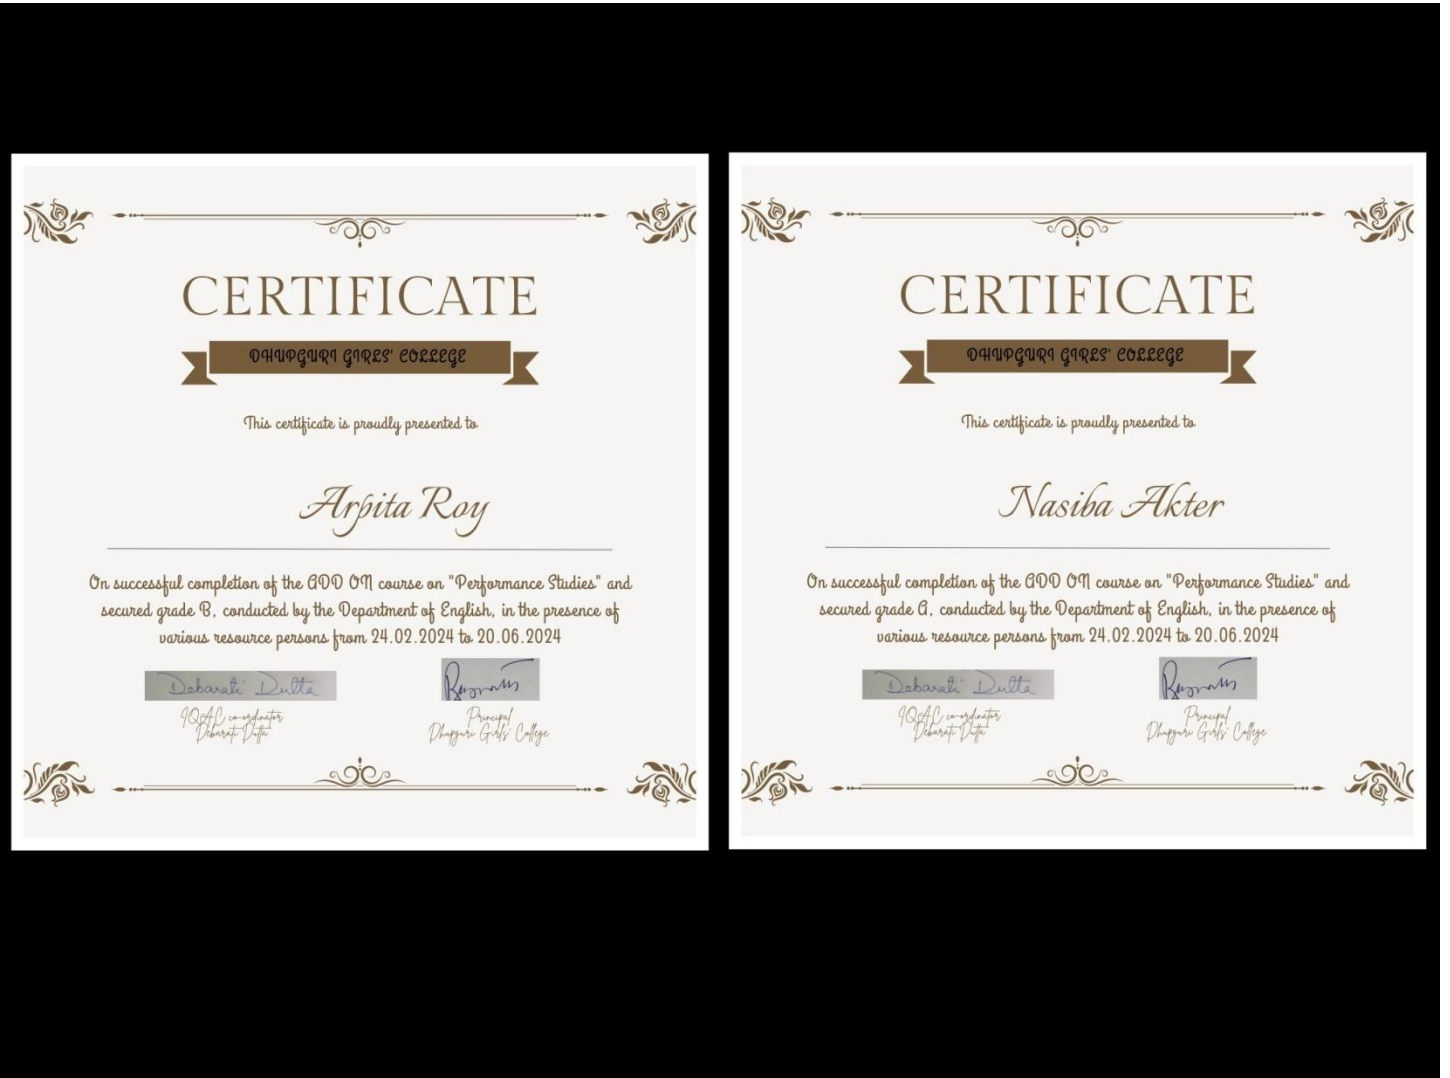 CERTIFICATE
DHUPGURI GIRLS' COLLEGE
This certificate is proudly presented to
Arpita Roy
On successful completion of the ADD ON course on "Performance Studies" and
secured grade B, conducted by the Department of English, in the presence of
various resource persons from 24.02.2024 to 20.06.2024
Debarati Dutta
IQAC co-ordinator
Debarati Dutta
Principal
Dhupguri Girls' College
CERTIFICATE
DHUPGURI GIRLS' COLLEGE
This certificate is proudly presented to
Nasiba Akter
On successful completion of the ADD ON course on "Performance Studies" and
secured grade A, conducted by the Department of English, in the presence of
various resource persons from 24.02.2024 to 20.06.2024
Debarati Dutta
IQAC co-ordinator
Debarati Dutta
Principal
Dhupguri Girls' College